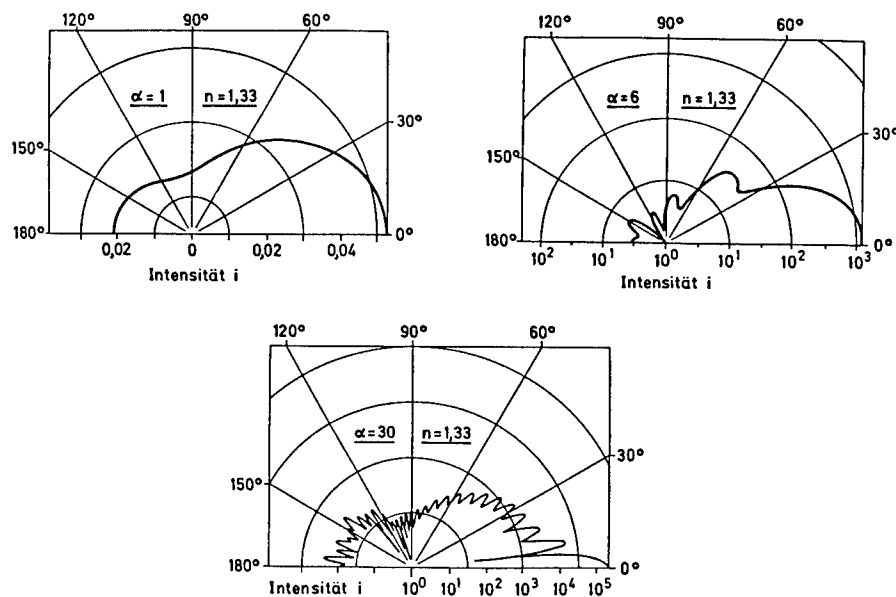 120° 90° 60°
α = 1 n = 1,33
150° 30°
180° 0°
0,02 0 0,02 0,04
Intensität i
120° 90° 60°
α=6 n = 1,33
150° 30°
180° 0°
10² 10¹ 10⁰ 10¹ 10² 10³
Intensität i
120° 90° 60°
α=30 n=1,33
150° 30°
180° 0°
Intensität i 10⁰ 10¹ 10² 10³ 10⁴ 10⁵